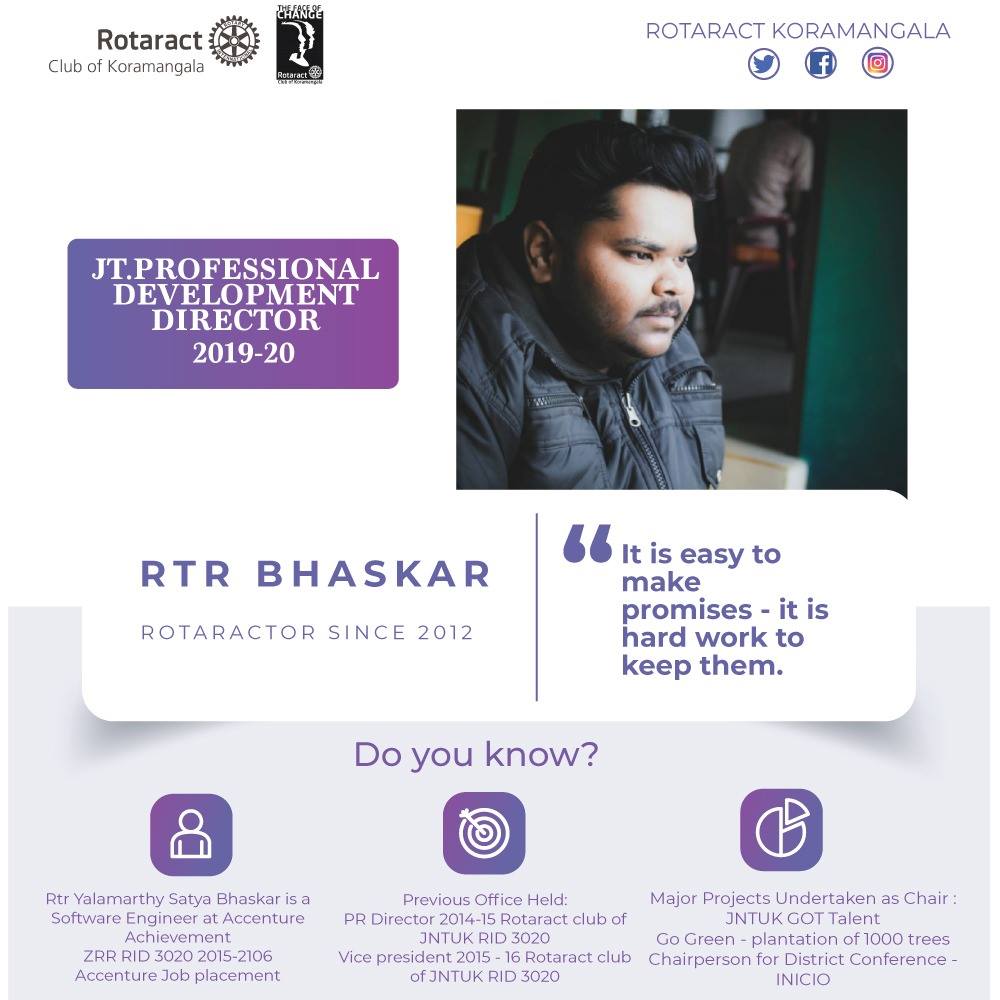 Rotaract
Club of Koramangala
THE FACE OF
CHANGE
Rotaract
Club of Koramangala
ROTARACT KORAMANGALA
JT.PROFESSIONAL
DEVELOPMENT
DIRECTOR
2019-20
RTR BHASKAR
ROTARACTOR SINCE 2012
“ It is easy to
make
promises - it is
hard work to
keep them.
Do you know?
Rtr Yalamarthy Satya Bhaskar is a
Software Engineer at Accenture
Achievement
ZRR RID 3020 2015-2106
Accenture Job placement
Previous Office Held:
PR Director 2014-15 Rotaract club of
JNTUK RID 3020
Vice president 2015 - 16 Rotaract club
of JNTUK RID 3020
Major Projects Undertaken as Chair :
JNTUK GOT Talent
Go Green - plantation of 1000 trees
Chairperson for District Conference -
INICIO